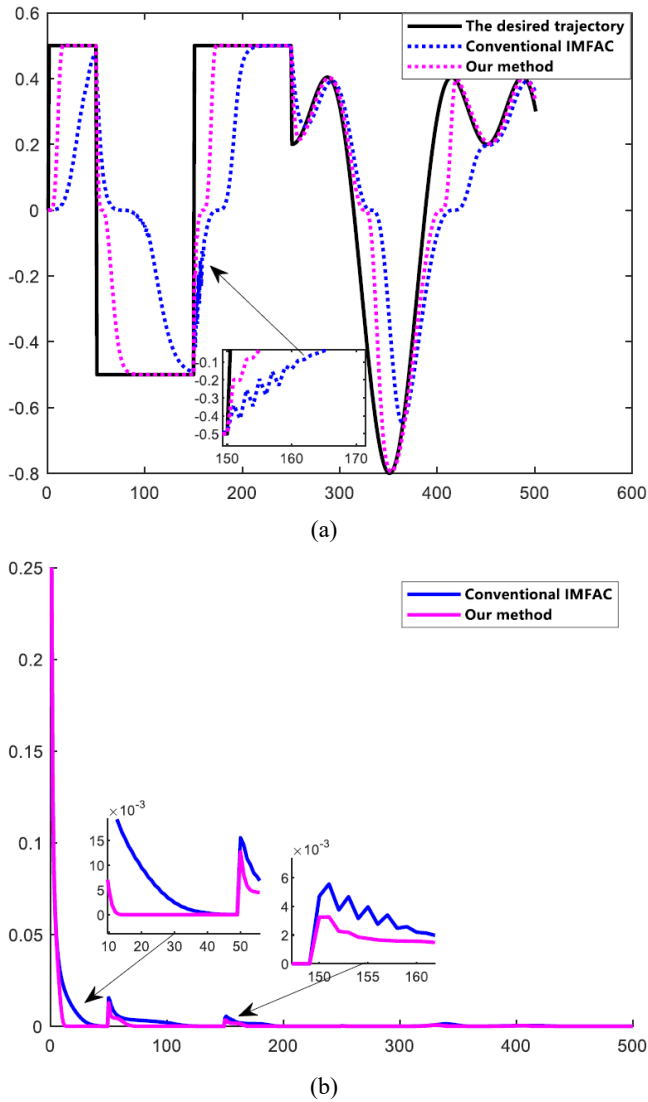 The desired trajectory
Conventional IMFAC
Our method
0.4
0.2
0
-0.2
-0.4
-0.6
-0.8
-0.1
-0.2
-0.3
-0.4
-0.5
150 160 170
0 100 200 300 400 500 600
(a)
0.25
0.2
0.15
0.1
0.05
0
Conventional IMFAC
Our method
×10-3
15
10
5
0
10 20 30 40 50
×10-3
6
4
2
0
150 155 160
0 100 200 300 400 500
(b)